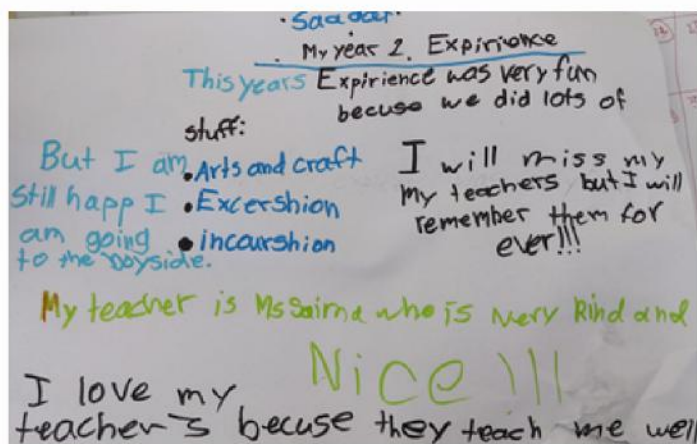 Saadat
My year 2. Expirience
This years Expirience was very fun
becuse we did lots of
stuff:
• Arts and craft
• Excershion
• incurshion
But I am
still happ I
am going
to the boyside.
I will miss my
my teachers but I will
remember them for
ever!!!
My teacher is Ms Saima who is very kind and
Nice !!!
I love my
teacher's becuse they teach me well